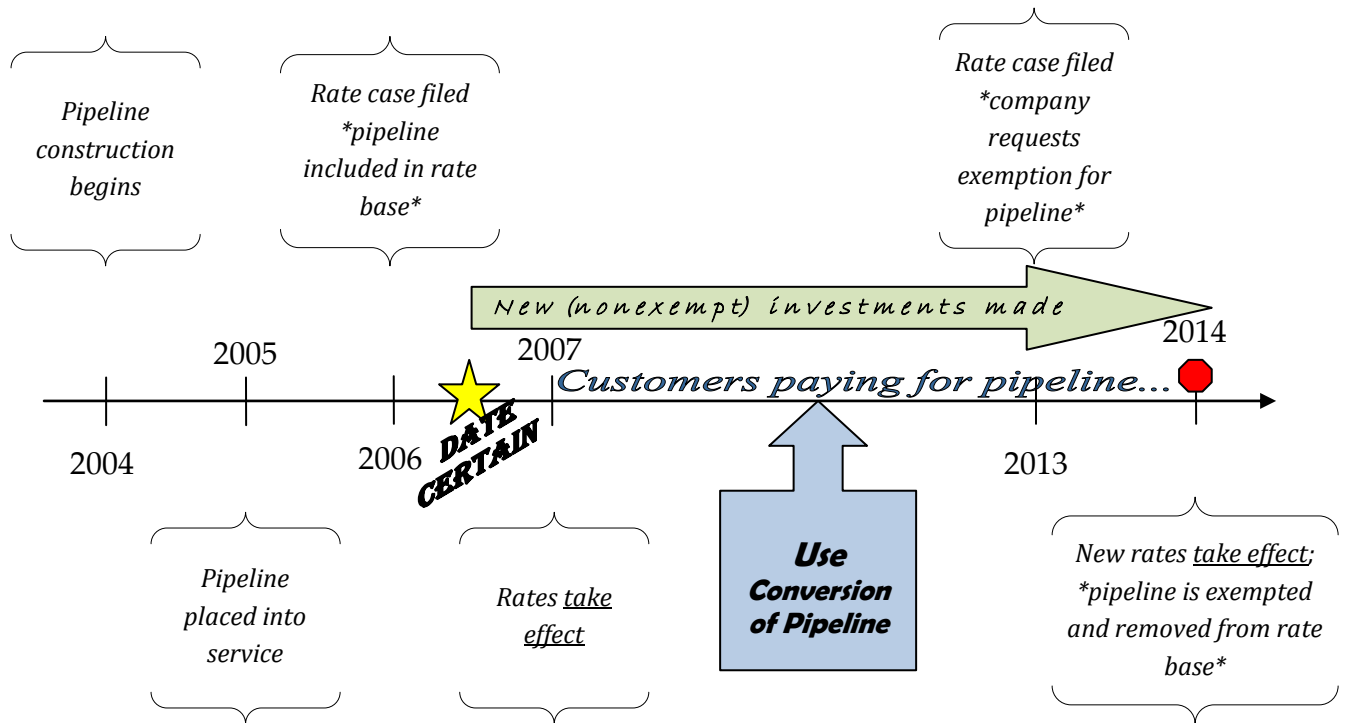 Pipeline
construction
begins
Rate case filed
*pipeline
included in rate
base*
Rate case filed
*company
requests
exemption for
pipeline*
New (nonexempt) investments made
2014
2005
2007
Customers paying for pipeline...
DATE
CERTAIN
2004
2006
2013
Pipeline
placed into
service
Rates take
effect
Use
Conversion
of Pipeline
New rates take effect;
*pipeline is exempted
and removed from rate
base*